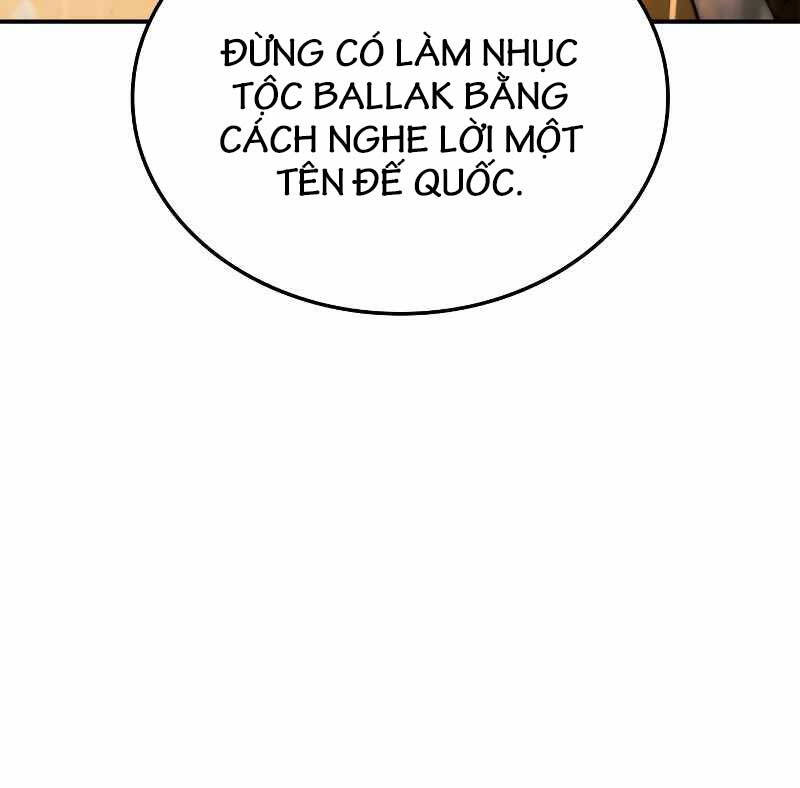 ĐỪNG CÓ LÀM NHỤC
TỘC BALLAK BẰNG
CÁCH NGHE LỜI MỘT
TÊN ĐẾ QUỐC.